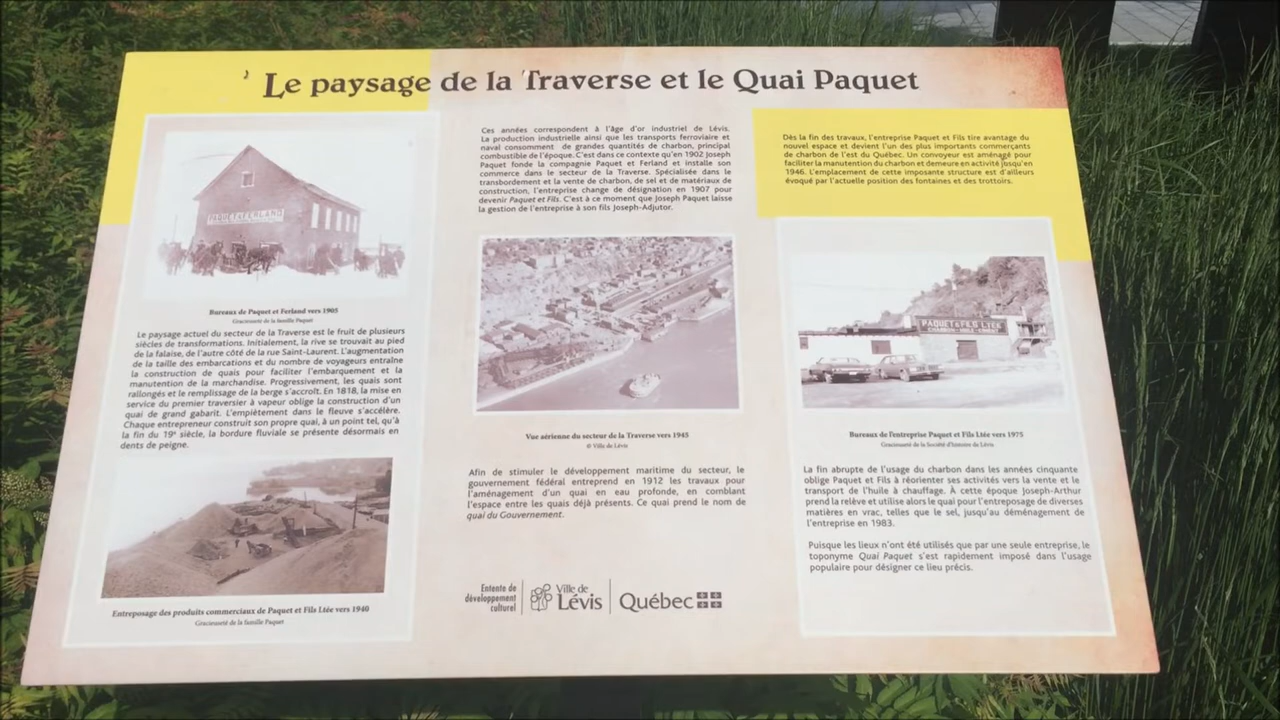 Le paysage de la Traverse et le Quai Paquet
PAQUET & FERLAND
Bureaux de Paquet et Ferland vers 1905
Gracieuseté de la famille Paquet
Le paysage actuel du secteur de la Traverse est le fruit de plusieurs
siècles de transformations. Initialement, la rive se trouvait au pied
de la falaise, de l'autre côté de la rue Saint-Laurent. L'augmentation
de la taille des embarcations et du nombre de voyageurs entraîne
la construction de quais pour faciliter l'embarquement et la
manutention de la marchandise. Progressivement, les quais sont
rallongés et le remplissage de la berge s'accroît. En 1818, la mise en
service du premier traversier à vapeur oblige la construction d'un
quai de grand gabarit. L'empiètement dans le fleuve s'accélère.
Chaque entrepreneur construit son propre quai, à un point tel, qu'à
la fin du 19e siècle, la bordure fluviale se présente désormais en
dents de peigne.
Entreposage des produits commerciaux de Paquet et Fils Ltée vers 1940
Gracieuseté de la famille Paquet
Ces années correspondent à l'âge d'or industriel de Lévis.
La production industrielle ainsi que les transports ferroviaire et
naval consomment de grandes quantités de charbon, principal
combustible de l'époque. C'est dans ce contexte qu'en 1902 Joseph
Paquet fonde la compagnie Paquet et Ferland et installe son
commerce dans le secteur de la Traverse. Spécialisée dans le
transbordement et la vente de charbon, de sel et de matériaux de
construction, l'entreprise change de désignation en 1907 pour
devenir Paquet et Fils. C'est à ce moment que Joseph Paquet laisse
la gestion de l'entreprise à son fils Joseph-Adjutor.
Vue aérienne du secteur de la Traverse vers 1945
© Ville de Lévis
Afin de stimuler le développement maritime du secteur, le
gouvernement fédéral entreprend en 1912 les travaux pour
l'aménagement d'un quai en eau profonde, en comblant
l'espace entre les quais déjà présents. Ce quai prend le nom de
quai du Gouvernement.
Entente de
développement
culturel
Ville de
Lévis
Québec
Dès la fin des travaux, l'entreprise Paquet et Fils tire avantage du
nouvel espace et devient l'un des plus importants commerçants
de charbon de l'est du Québec. Un convoyeur est aménagé pour
faciliter la manutention du charbon et demeure en activité jusqu'en
1946. L'emplacement de cette imposante structure est d'ailleurs
évoqué par l'actuelle position des fontaines et des trottoirs.
PAQUET & FILS LTÉE
Bureaux de l'entreprise Paquet et Fils Ltée vers 1975
Gracieuseté de la Société d'histoire de Lévis
La fin abrupte de l'usage du charbon dans les années cinquante
oblige Paquet et Fils à réorienter ses activités vers la vente et le
transport de l'huile à chauffage. À cette époque Joseph-Arthur
prend la relève et utilise alors le quai pour l'entreposage de diverses
matières en vrac, telles que le sel, jusqu'au déménagement de
l'entreprise en 1983.
Puisque les lieux n'ont été utilisés que par une seule entreprise, le
toponyme Quai Paquet s'est rapidement imposé dans l'usage
populaire pour désigner ce lieu précis.